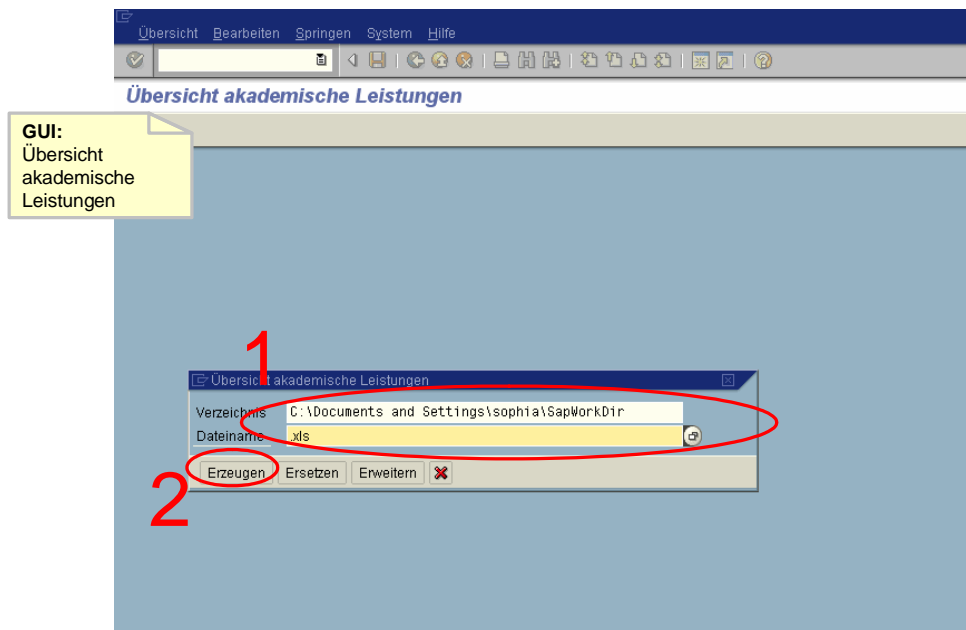 Übersicht Bearbeiten Springen System Hilfe
Übersicht akademische Leistungen
GUI:
Übersicht
akademische
Leistungen
1
Übersicht akademische Leistungen
Verzeichnis C:\Documents and Settings\sophia\SapWorkDir
Dateiname .xls
2
Erzeugen Ersetzen Erweitern